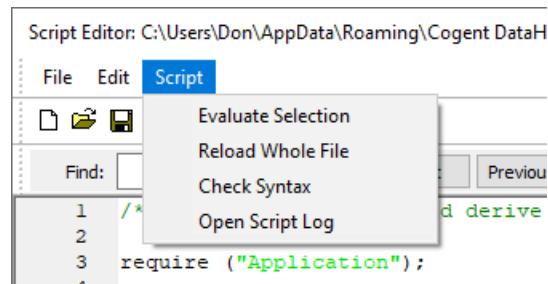 Script Editor: C:\Users\Don\AppData\Roaming\Cogent DataH
File Edit Script
Evaluate Selection
Reload Whole File
Check Syntax
Open Script Log
Find: Previou
1 /* d derive
2
3 require ("Application");